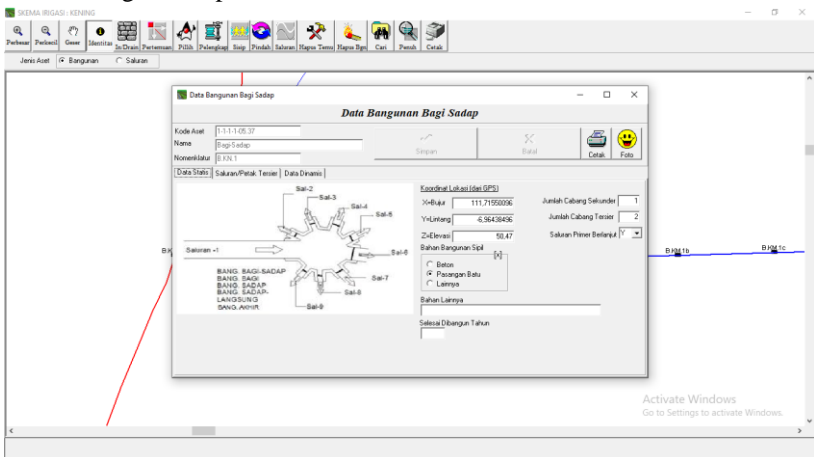 SKEMA IRIGASI : KENING
Perbesar Perkecil Geser Identitas In/Drain Pertemuan Pilih Pelengkap Sisip Pindah Saluran Hapus Temu Hapus Bgn Cari Penuh Cetak
Jenis Aset Bangunan Saluran
Data Bangunan Bagi Sadap
Data Bangunan Bagi Sadap
Kode Aset 1-1-1-1-05.37
Nama Bagi-Sadap
Nomenklatur B.KN.1
Simpan Batal Cetak Foto
Data Statis Saluran/Petak Tersier Data Dinamis
Saluran -1
Sal-2
Sal-3
Sal-4
Sal-5
Sal-6
Sal-7
Sal-8
Sal-9
BANG. BAGI-SADAP
BANG. BAGI
BANG. SADAP
BANG. SADAP-
LANGSUNG
BANG. AKHIR
Koordinat Lokasi (dari GPS)
X=Bujur 111,71550096
Y=Lintang -6,96438496
Z=Elevasi 50,47
Bahan Bangunan Sipil
[x]
Beton
Pasangan Batu
Lainnya
Bahan Lainnya
Selesai Dibangun Tahun
Jumlah Cabang Sekunder 1
Jumlah Cabang Tersier 2
Saluran Primer Berlanjut Y
B.KN.1b
B.KN.1c
Activate Windows
Go to Settings to activate Windows.